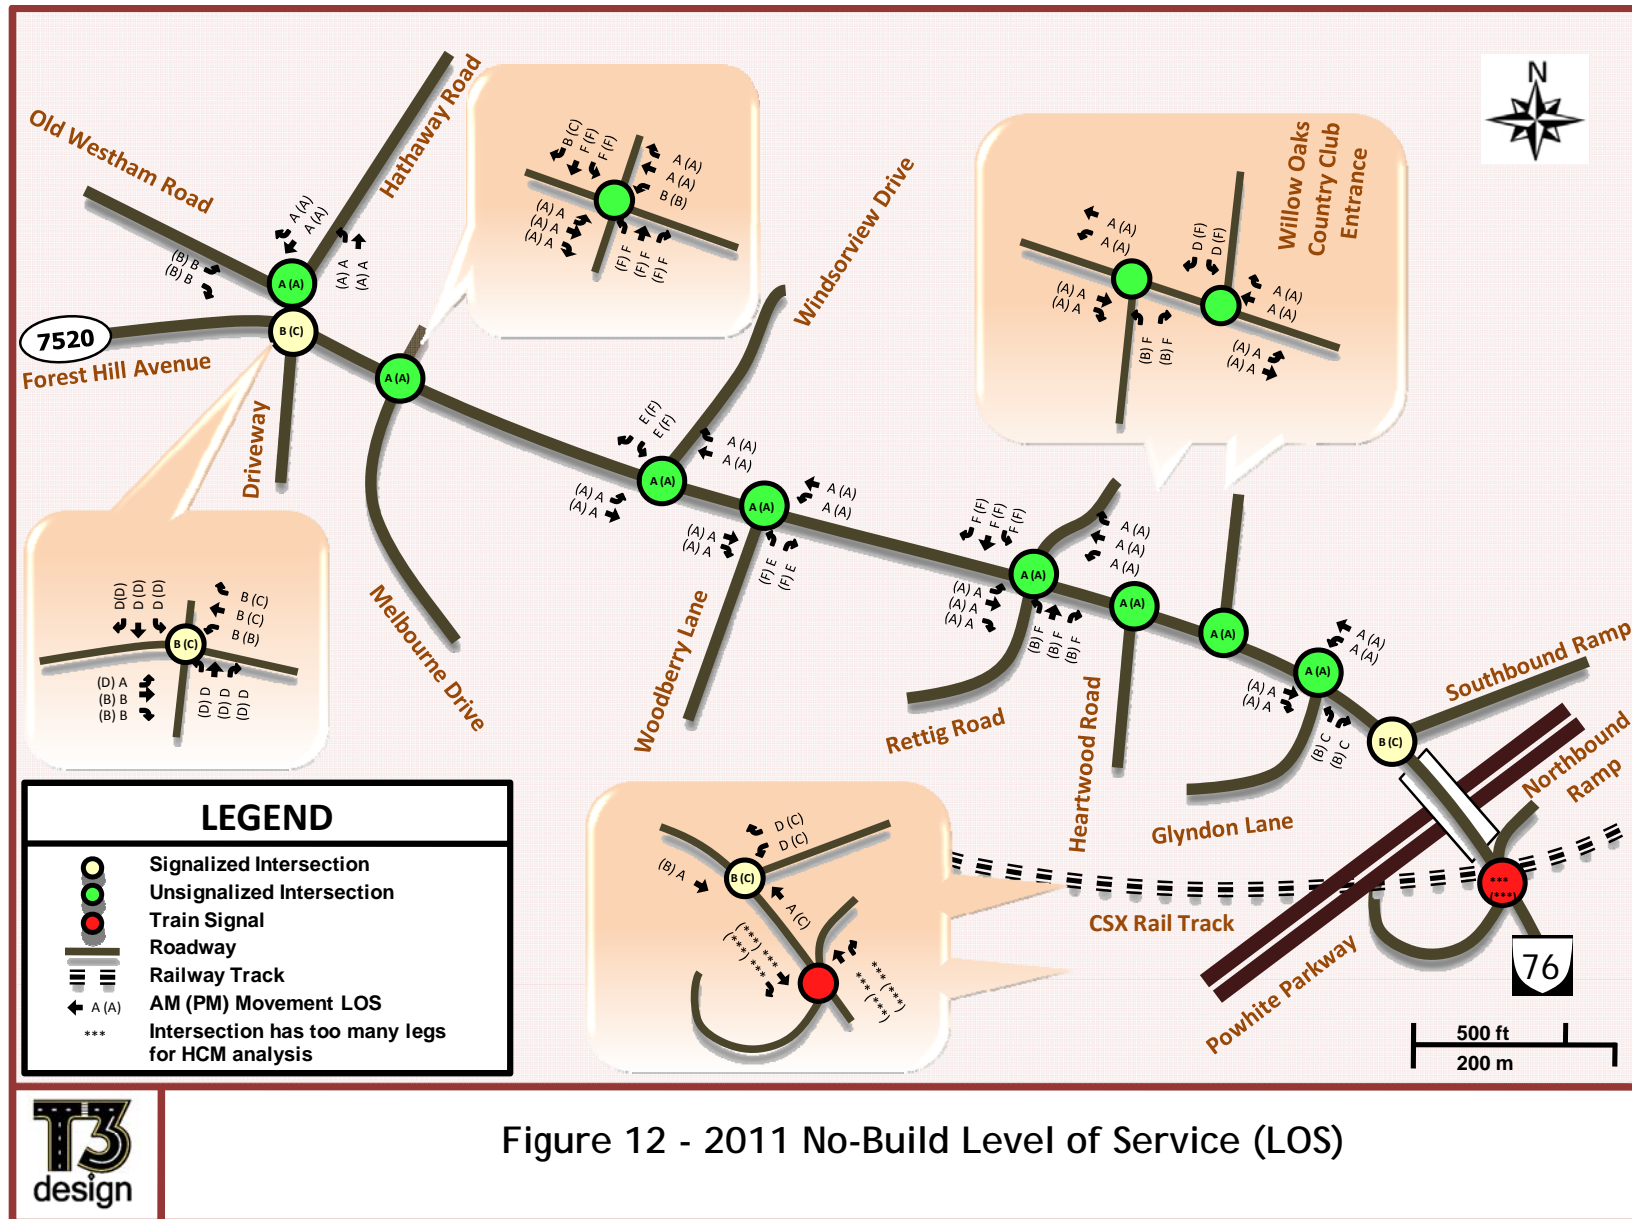 N
Old Westham Road
Hathaway Road
A (A)
A (A)
(B) B
(B) B
(A) A
(A) A
A (A)
B (C)
7520
Forest Hill Avenue
Driveway
B (C)
F (F)
F (F)
A (A)
A (A)
B (B)
(A) A
(A) A
(A) A
(F) F
(F) F
(F) F
A (A)
Melbourne Drive
Windsorview Drive
E (F)
E (F)
A (A)
A (A)
(A) A
(A) A
A (A)
A (A)
A (A)
A (A)
(A) A
(A) A
(F) E
(F) E
Woodberry Lane
Willow Oaks
Country Club
Entrance
A (A)
A (A)
D (F)
D (F)
A (A)
A (A)
(A) A
(A) A
(B) F
(B) F
(A) A
(A) A
F (F)
F (F)
F (F)
A (A)
A (A)
A (A)
(A) A
(A) A
(A) A
A (A)
(B) F
(B) F
(B) F
Rettig Road
A (A)
Heartwood Road
A (A)
A (A)
A (A)
A (A)
(A) A
(A) A
(B) C
(B) C
Glyndon Lane
B (C)
Southbound Ramp
Northbound
Ramp
***
(***)
CSX Rail Track
Powhite Parkway
76
D(D)
D (D)
D (D)
B (C)
B (C)
B (B)
B (C)
(D) A
(B) B
(B) B
(D) D
(D) D
(D) D
D (C)
D (C)
(B) A
B (C)
A (C)
(***) ***
(***) ***
*** (***)
*** (***)
500 ft
200 m
LEGEND
Signalized Intersection
Unsignalized Intersection
Train Signal
Roadway
Railway Track
A (A) AM (PM) Movement LOS
*** Intersection has too many legs
for HCM analysis
T3
design
Figure 12 - 2011 No-Build Level of Service (LOS)